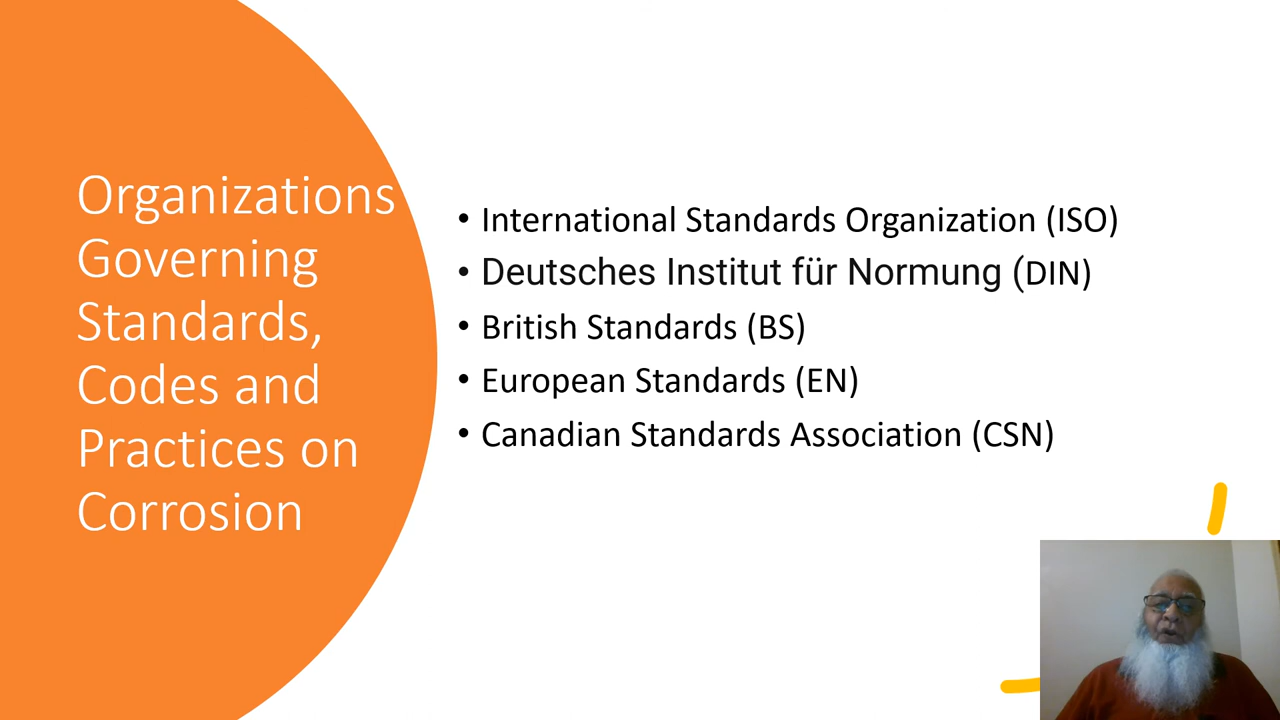 Organizations
Governing
Standards,
Codes and
Practices on
Corrosion
• International Standards Organization (ISO)
• Deutsches Institut für Normung (DIN)
• British Standards (BS)
• European Standards (EN)
• Canadian Standards Association (CSN)